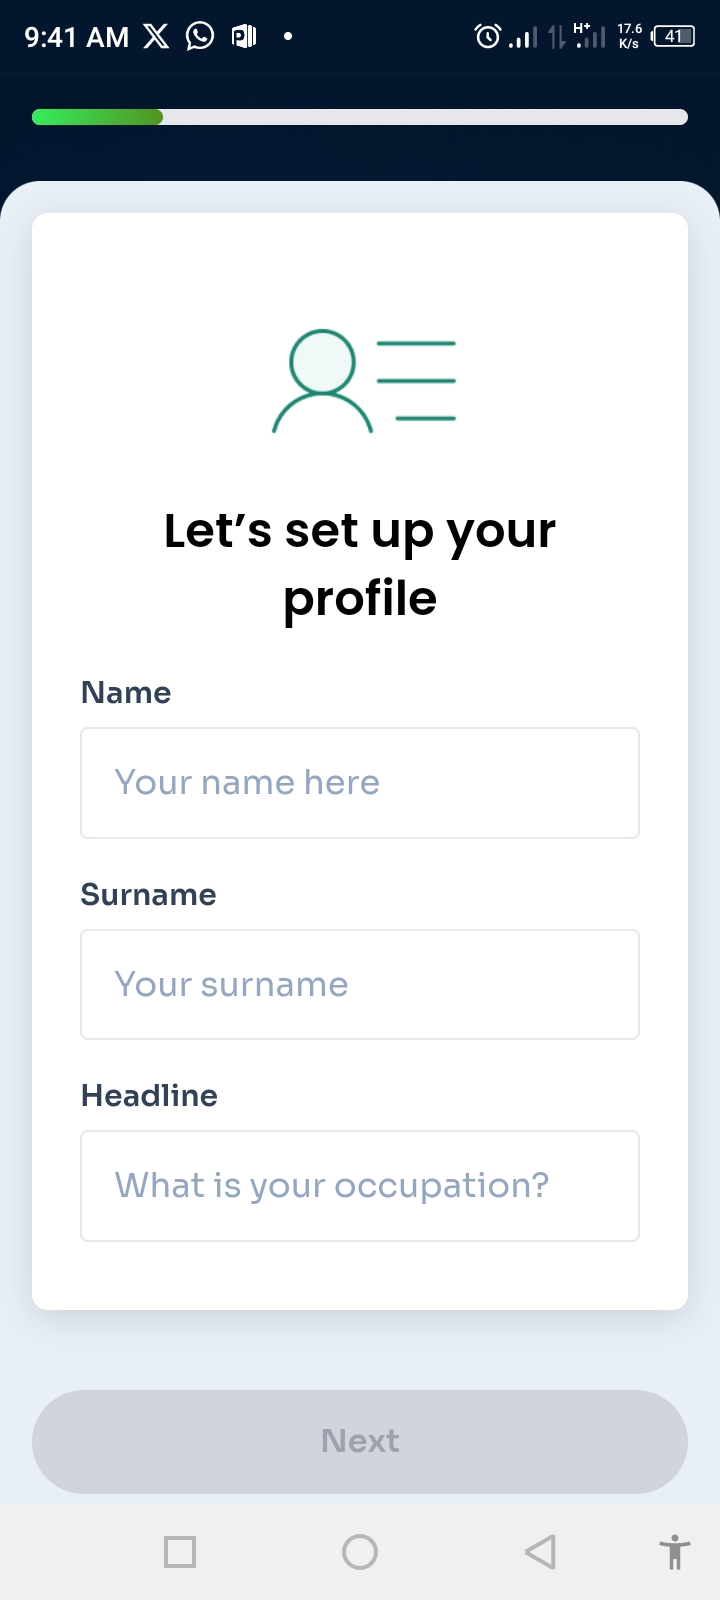 9:41 AM
H+
17.6
K/s
41
Let’s set up your
profile
Name
Your name here
Surname
Your surname
Headline
What is your occupation?
Next